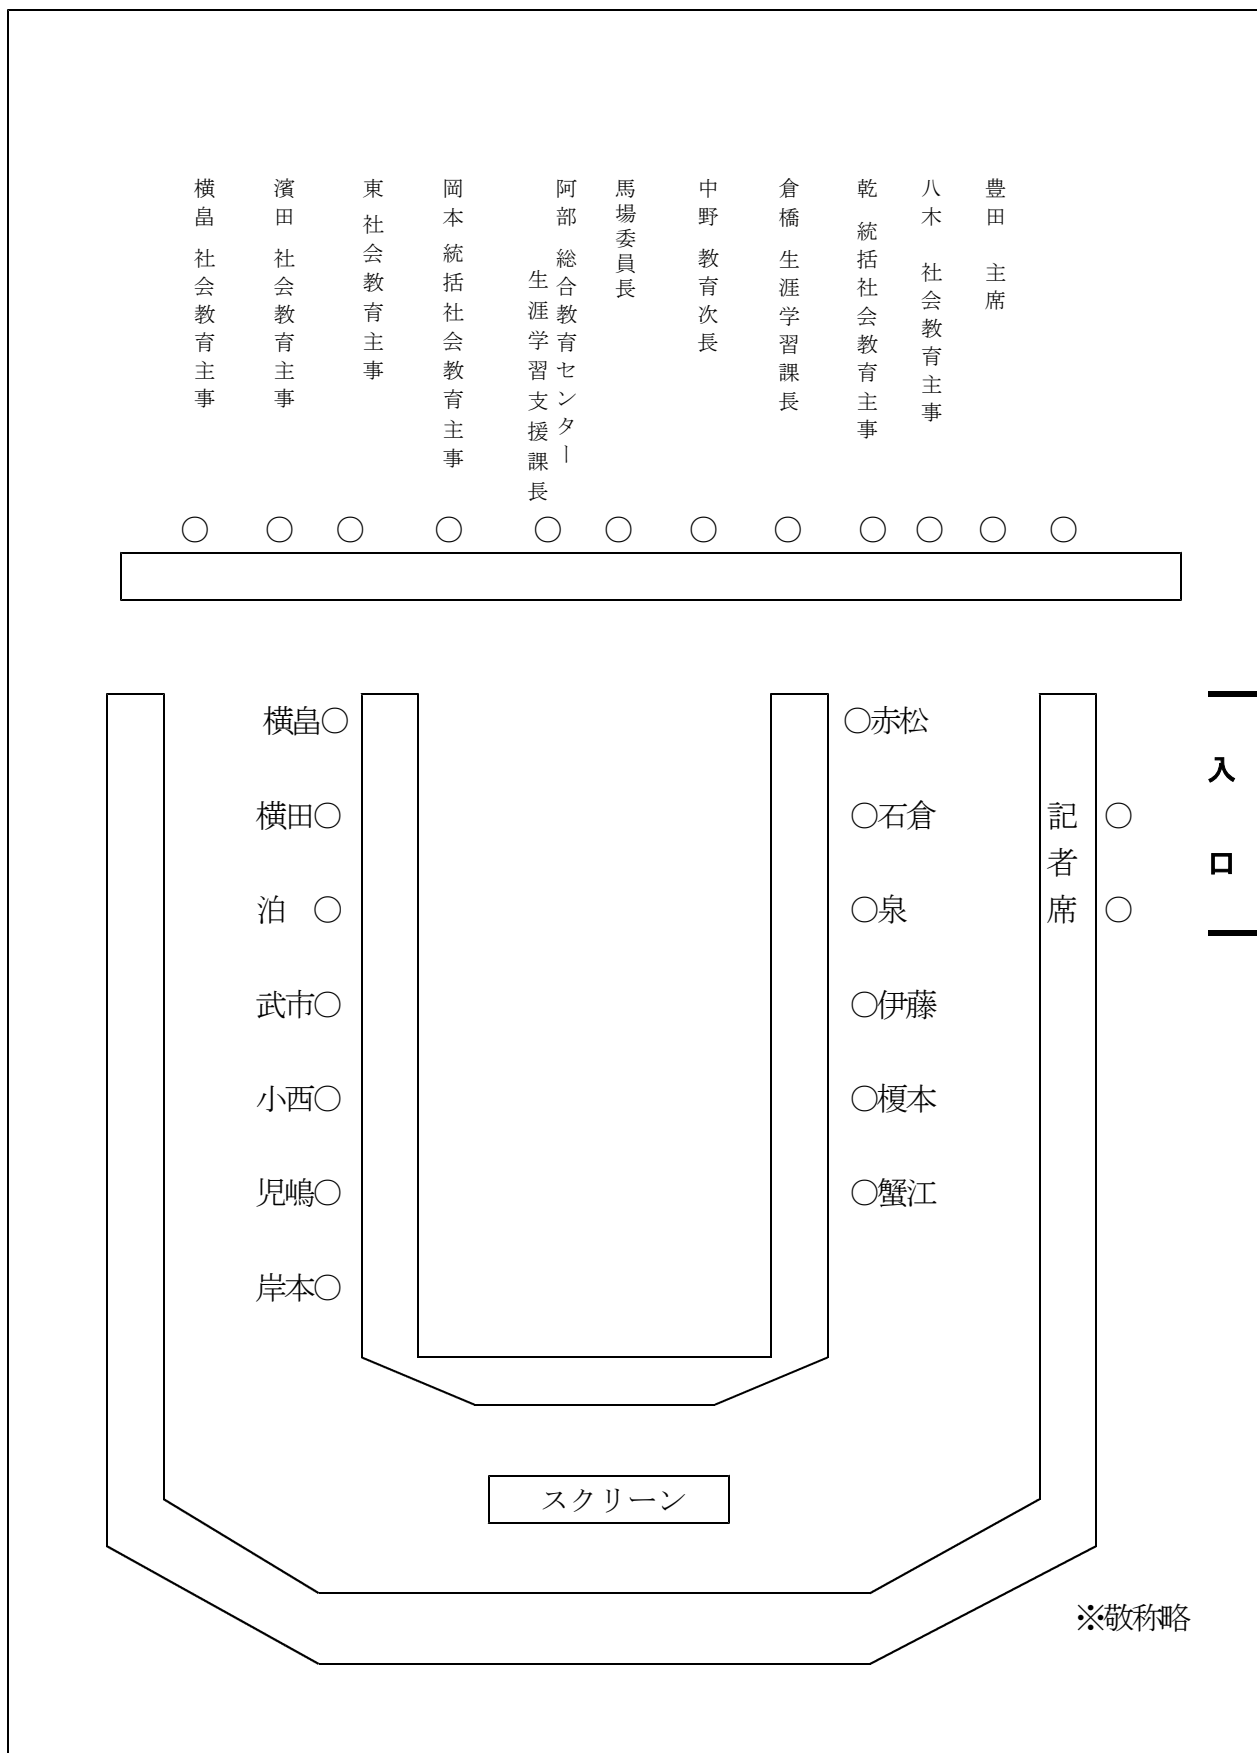 横畠 社会教育主事
濱田 社会教育主事
東 社会教育主事
岡本 統括社会教育主事
阿部 総合教育センター
生涯学習支援課長
馬場委員長
中野 教育次長
倉橋 生涯学習課長
乾 統括社会教育主事
八木 社会教育主事
豊田 主席
○ ○ ○ ○ ○ ○ ○ ○ ○ ○ ○ ○
横畠○
横田○
泊 ○
武市○
小西○
児嶋○
岸本○
○赤松
○石倉
○泉
○伊藤
○榎本
○蟹江
記者席
○
○
入口
スクリーン
※敬称略